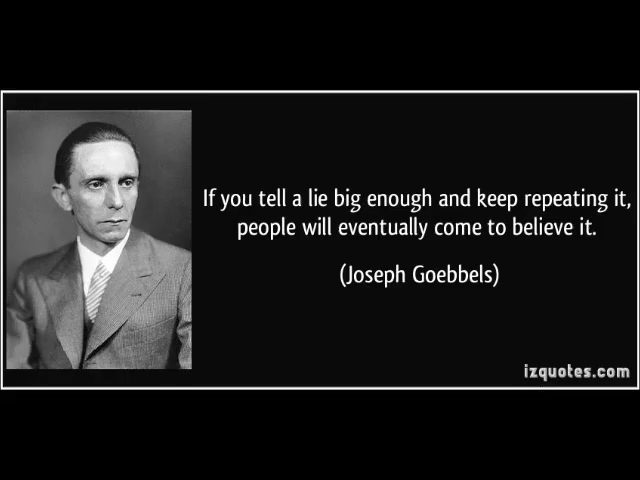 If you tell a lie big enough and keep repeating it,
people will eventually come to believe it.
(Joseph Goebbels)
izquotes.com